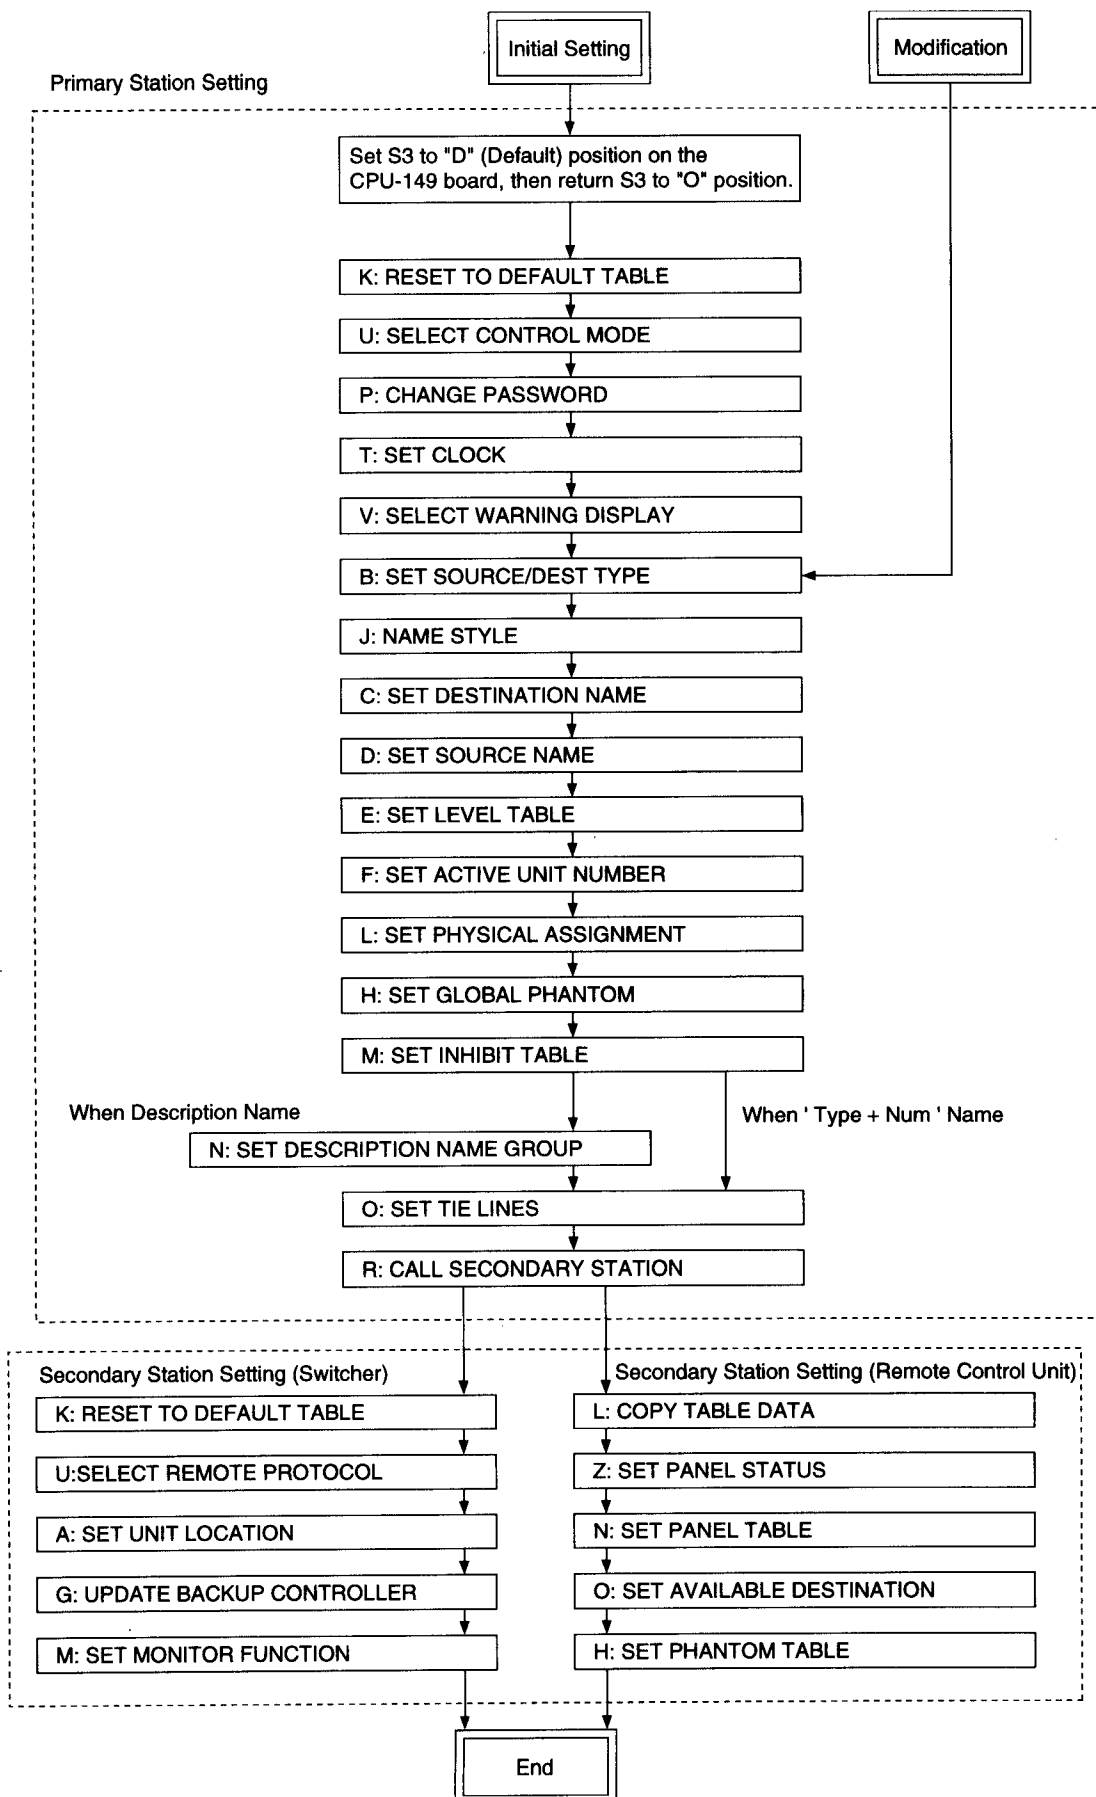 Initial Setting
Modification
Primary Station Setting
Set S3 to "D" (Default) position on the
CPU-149 board, then return S3 to "O" position.
K: RESET TO DEFAULT TABLE
U: SELECT CONTROL MODE
P: CHANGE PASSWORD
T: SET CLOCK
V: SELECT WARNING DISPLAY
B: SET SOURCE/DEST TYPE
J: NAME STYLE
C: SET DESTINATION NAME
D: SET SOURCE NAME
E: SET LEVEL TABLE
F: SET ACTIVE UNIT NUMBER
L: SET PHYSICAL ASSIGNMENT
H: SET GLOBAL PHANTOM
M: SET INHIBIT TABLE
When Description Name
When ' Type + Num ' Name
N: SET DESCRIPTION NAME GROUP
O: SET TIE LINES
R: CALL SECONDARY STATION
Secondary Station Setting (Switcher)
K: RESET TO DEFAULT TABLE
U:SELECT REMOTE PROTOCOL
A: SET UNIT LOCATION
G: UPDATE BACKUP CONTROLLER
M: SET MONITOR FUNCTION
Secondary Station Setting (Remote Control Unit)
L: COPY TABLE DATA
Z: SET PANEL STATUS
N: SET PANEL TABLE
O: SET AVAILABLE DESTINATION
H: SET PHANTOM TABLE
End